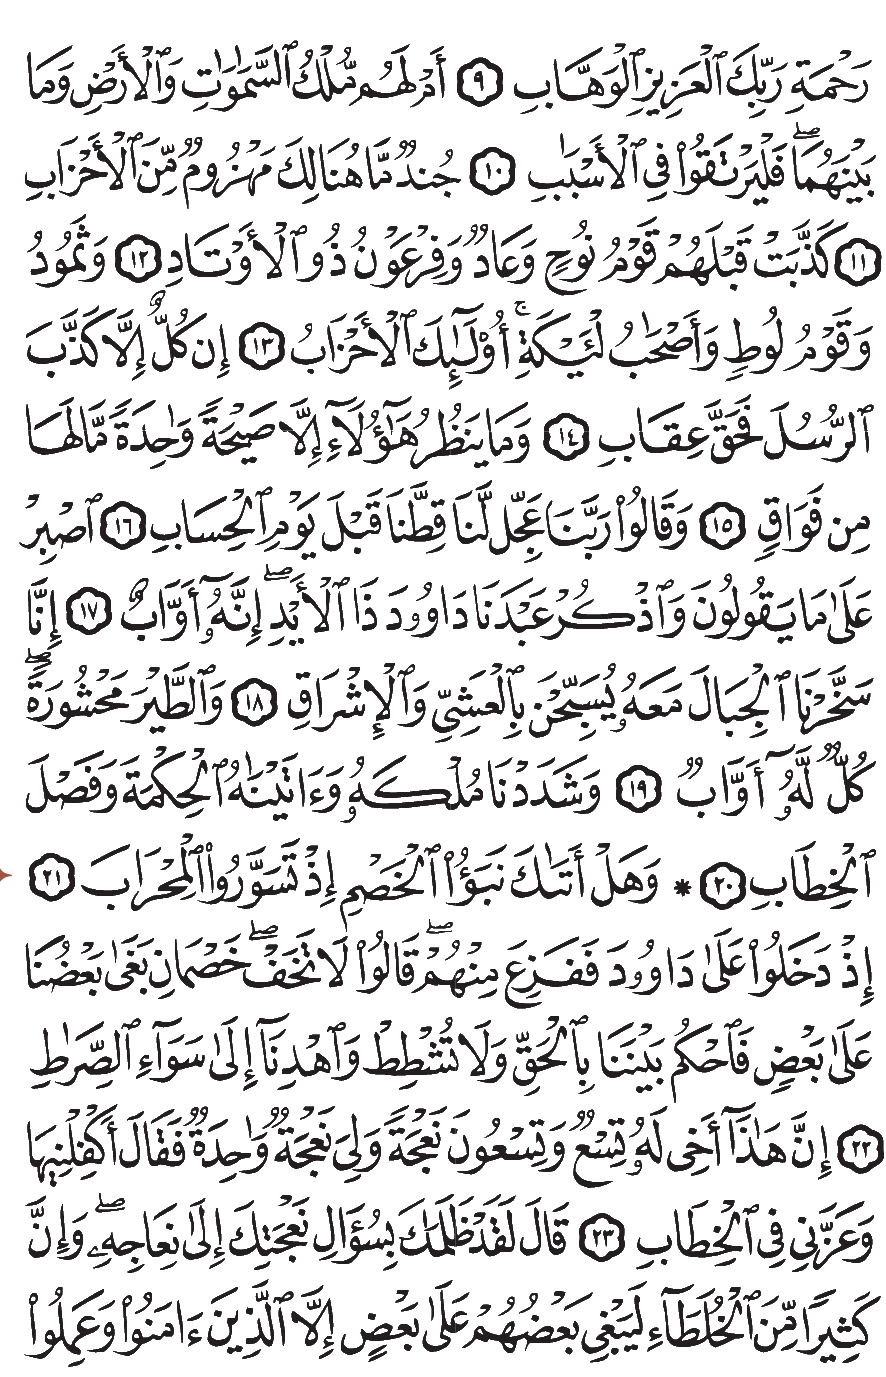 رَحْمَةِ رَبِّكَ ٱلْعَزِيزِ ٱلْوَهَّابِ ٩ أَمْ لَهُم مُّلْكُ ٱلسَّمَٰوَٰتِ وَٱلْأَرْضِ وَمَا
بَيْنَهُمَا ۖ فَلْيَرْتَقُوا۟ فِى ٱلْأَسْبَٰبِ ١٠ جُندٌ مَّا هُنَالِكَ مَهْزُومٌ مِّنَ ٱلْأَحْزَابِ
١١ كَذَّبَتْ قَبْلَهُمْ قَوْمُ نُوحٍ وَعَادٌ وَفِرْعَوْنُ ذُو ٱلْأَوْتَادِ ١٢ وَثَمُودُ
وَقَوْمُ لُوطٍ وَأَصْحَٰبُ لْـَٔيْكَةِ ۚ أُو۟لَٰٓئِكَ ٱلْأَحْزَابُ ١٣ إِن كُلٌّ إِلَّا كَذَّبَ
ٱلرُّسُلَ فَحَقَّ عِقَابِ ١٤ وَمَا يَنظُرُ هَٰٓؤُلَآءِ إِلَّا صَيْحَةً وَٰحِدَةً مَّا لَهَا
مِن فَوَاقٍ ١٥ وَقَالُوا۟ رَبَّنَا عَجِّل لَّنَا قِطَّنَا قَبْلَ يَوْمِ ٱلْحِسَابِ ١٦ ٱصْبِرْ
عَلَىٰ مَا يَقُولُونَ وَٱذْكُرْ عَبْدَنَا دَاوُۥدَ ذَا ٱلْأَيْدِ ۖ إِنَّهُۥٓ أَوَّابٌ ١٧ إِنَّا
سَخَّرْنَا ٱلْجِبَالَ مَعَهُۥ يُسَبِّحْنَ بِٱلْعَشِىِّ وَٱلْإِشْرَاقِ ١٨ وَٱلطَّيْرَ مَحْشُورَةً ۖ
كُلٌّ لَّهُۥٓ أَوَّابٌ ١٩ وَشَدَدْنَا مُلْكَهُۥ وَءَاتَيْنَٰهُ ٱلْحِكْمَةَ وَفَصْلَ
ٱلْخِطَابِ ٢٠ * وَهَلْ أَتَىٰكَ نَبَؤُا۟ ٱلْخَصْمِ إِذْ تَسَوَّرُوا۟ ٱلْمِحْرَابَ ٢١
إِذْ دَخَلُوا۟ عَلَىٰ دَاوُۥدَ فَفَزِعَ مِنْهُمْ ۖ قَالُوا۟ لَا تَخَفْ ۖ خَصْمَانِ بَغَىٰ بَعْضُنَا
عَلَىٰ بَعْضٍ فَٱحْكُم بَيْنَنَا بِٱلْحَقِّ وَلَا تُشْطِطْ وَٱهْدِنَآ إِلَىٰ سَوَآءِ ٱلصِّرَٰطِ
٢٢ إِنَّ هَٰذَآ أَخِى لَهُۥ تِسْعٌ وَتِسْعُونَ نَعْجَةً وَلِىَ نَعْجَةٌ وَٰحِدَةٌ فَقَالَ أَكْفِلْنِيهَا
وَعَزَّنِى فِى ٱلْخِطَابِ ٢٣ قَالَ لَقَدْ ظَلَمَكَ بِسُؤَالِ نَعْجَتِكَ إِلَىٰ نِعَاجِهِۦ ۖ وَإِنَّ
كَثِيرًا مِّنَ ٱلْخُلَطَآءِ لَيَبْغِى بَعْضُهُمْ عَلَىٰ بَعْضٍ إِلَّا ٱلَّذِينَ ءَامَنُوا۟ وَعَمِلُوا۟